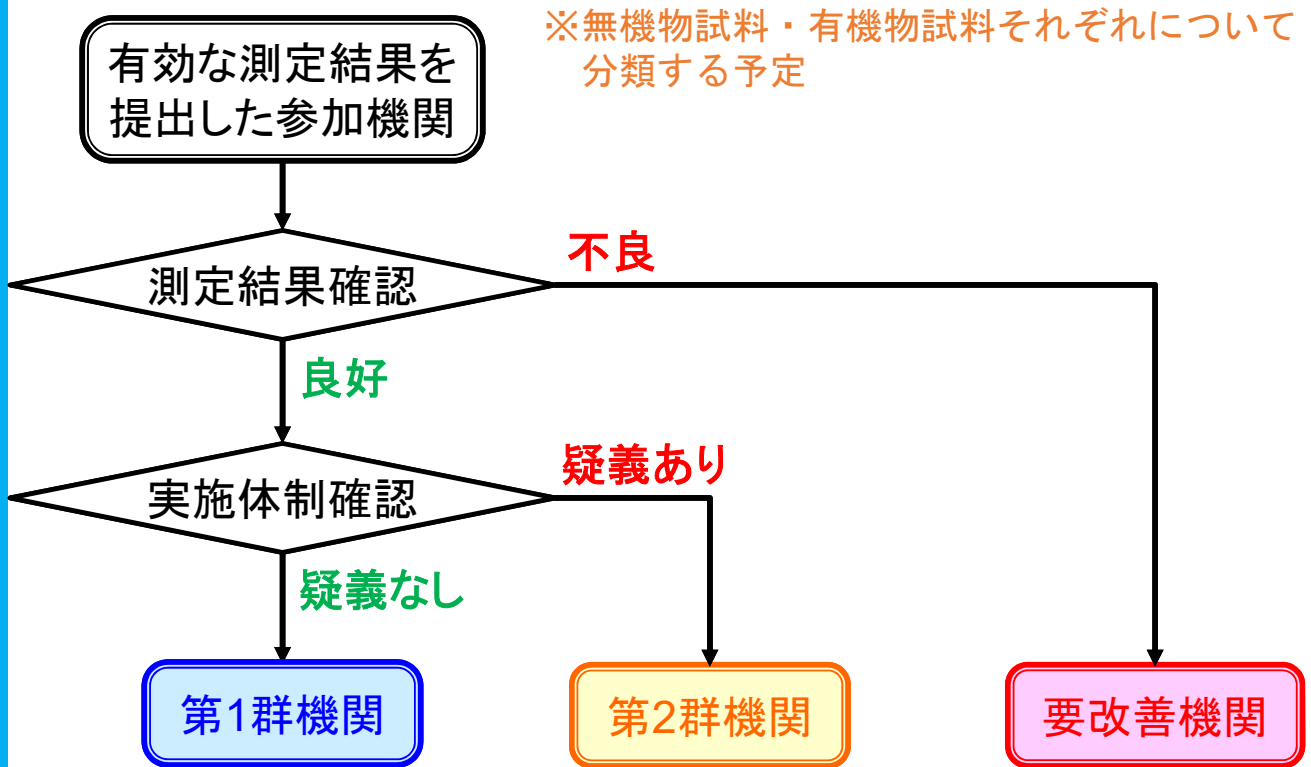 ※無機物試料・有機物試料それぞれについて
分類する予定
有効な測定結果を
提出した参加機関
測定結果確認
不良
良好
実施体制確認
疑義あり
疑義なし
第1群機関
第2群機関
要改善機関